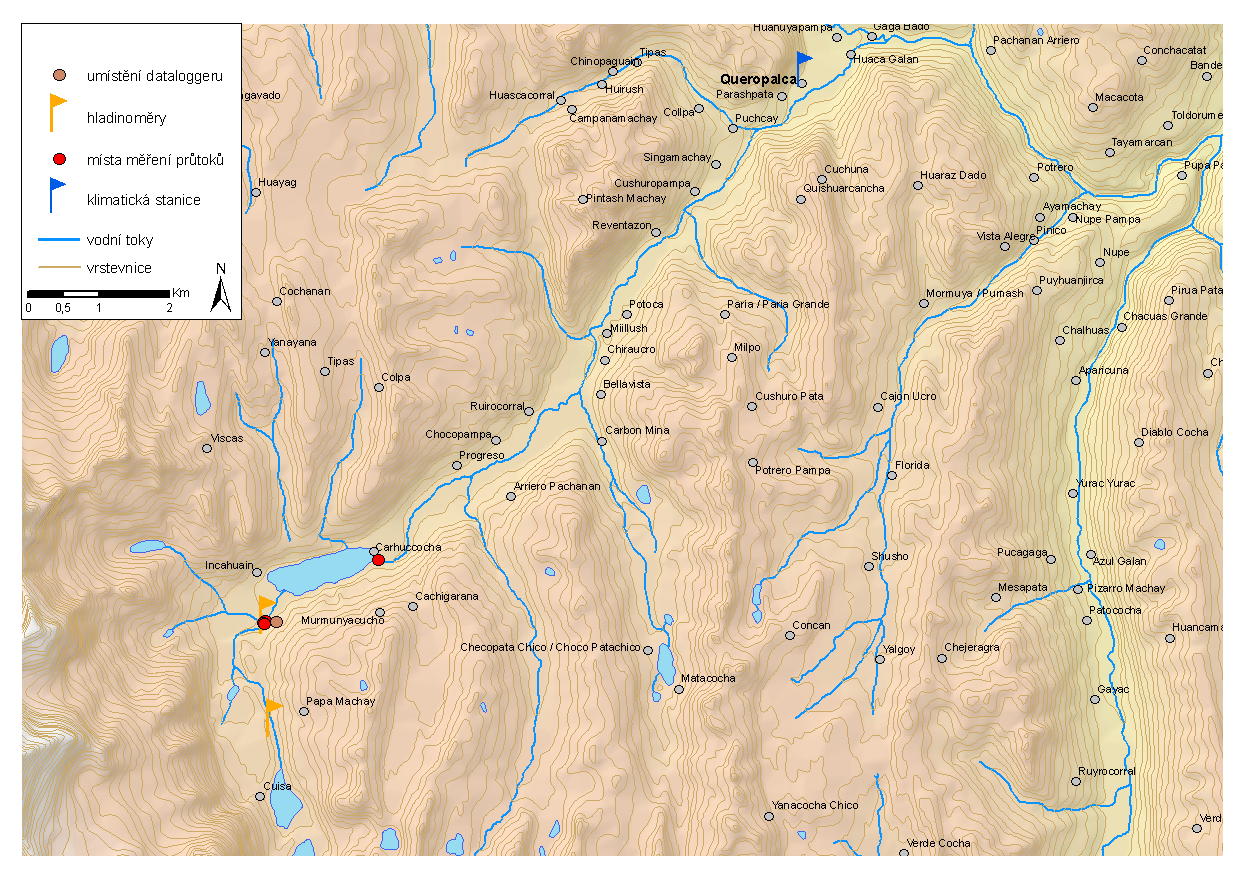 umístění dataloggeru
hladinoměry
místa měření průtoků
klimatická stanice
vodní toky
vrstevnice
N
Km
0 0,5 1 2
ngavado
Huayag
Cochanan
Yanayana
Tipas
Colpa
Viscas
Ruirocorral
Chocopampa
Progreso
Arriero Pachanan
Carhuccocha
Incahuain
Cachigarana
Murmunyacucho
Papa Machay
Cuisa
Checopata Chico / Choco Patachico
Matacocha
Huanuyapampa
Gaga Bado
Huaca Galan
Tipas
Chinopaguain
Huirush
Huascacorral
Campanamachay
Queropalca
Parashpata
Collpa
Puchcay
Singamachay
Cushuropampa
Pintash Machay
Reventazon
Cuchuna
Quishuarcancha
Huaraz Dado
Potoca
Miillush
Chiraucro
Bellavista
Carbon Mina
Paria / Paria Grande
Milpo
Cushuro Pata
Potrero Pampa
Cajon Ucro
Florida
Shusho
Concan
Yalgoy
Chejeragra
Yanacocha Chico
Verde Cocha
Pachanan Arriero
Conchacatat
Bande
Macacota
Toldorume
Tayamarcan
Potrero
Pupa Pa
Ayamachay
Nupe Pampa
Pinico
Vista Alegre
Nupe
Puyhuanjirca
Mormuya / Pumash
Pirua Pata
Chacuas Grande
Chalhuas
Aparicuna
Ch
Diablo Cocha
Yurac Yurac
Pucagaga
Azul Galan
Mesapata
Pizarro Machay
Patococha
Huancama
Gayac
Ruyrocorral
Verd